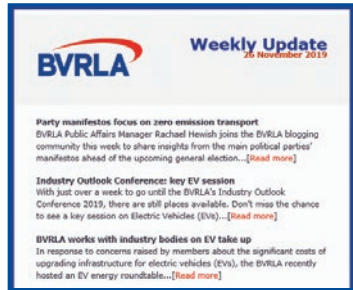 BVRLA
Weekly Update
26 November 2019
Party manifestos focus on zero emission transport
BVRLA Public Affairs Manager Rachael Hewish joins the BVRLA blogging
community this week to share insights from the main political parties'
manifestos ahead of the upcoming general election...[Read more]
Industry Outlook Conference: key EV session
With just over a week to go until the BVRLA's Industry Outlook
Conference 2019, there are still places available. Don't miss the chance
to see a key session on Electric Vehicles (EVs)...[Read more]
BVRLA works with industry bodies on EV take up
In response to concerns raised by members about the significant costs of
upgrading infrastructure for electric vehicles (EVs), the BVRLA recently
hosted an EV energy roundtable...[Read more]